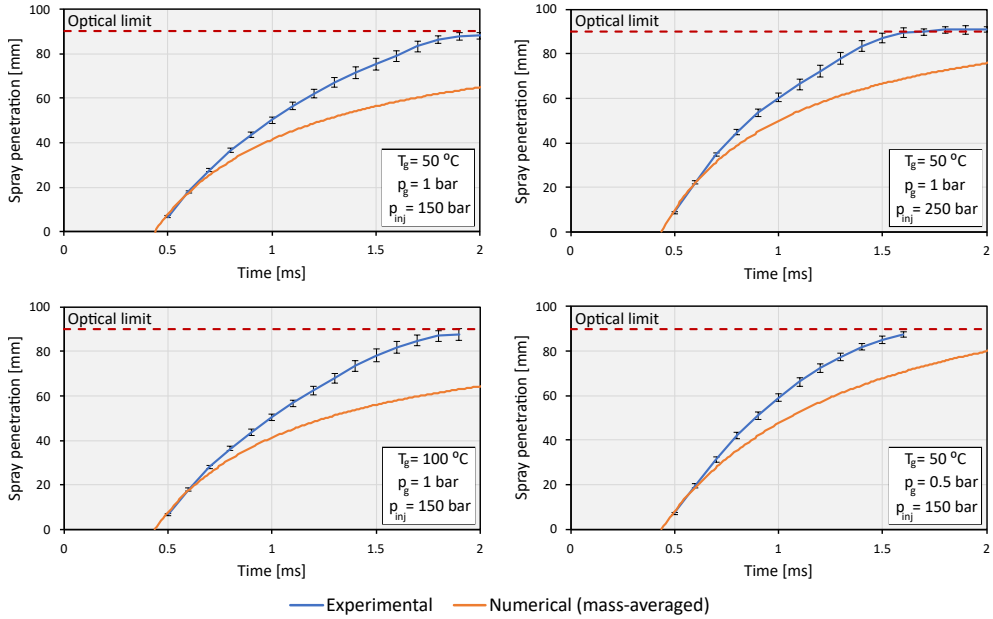 Optical limit
100
80
60
40
20
0
Spray penetration [mm]
0
0.5
1
1.5
2
Time [ms]
Tg= 50 ºC
pg= 1 bar
pinj= 150 bar
Optical limit
100
80
60
40
20
0
Spray penetration [mm]
0
0.5
1
1.5
2
Time [ms]
Tg= 50 ºC
pg= 1 bar
pinj= 250 bar
Optical limit
100
80
60
40
20
0
Spray penetration [mm]
0
0.5
1
1.5
2
Time [ms]
Tg= 100 ºC
pg= 1 bar
pinj= 150 bar
Optical limit
100
80
60
40
20
0
Spray penetration [mm]
0
0.5
1
1.5
2
Time [ms]
Tg= 50 ºC
pg= 0.5 bar
pinj= 150 bar
Experimental
Numerical (mass-averaged)